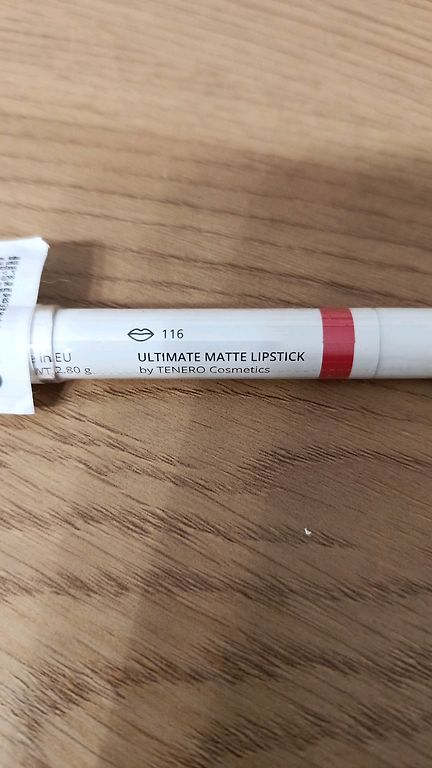 116
in EU
ULTIMATE MATTE LIPSTICK
2.80 g
by TENERO Cosmetics